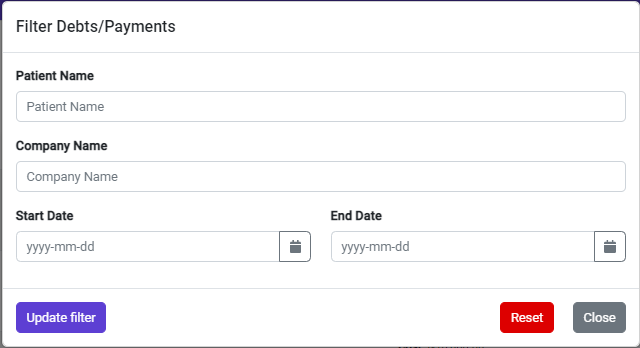 Filter Debts/Payments
Patient Name
Patient Name
Company Name
Company Name
Start Date End Date
yyyy-mm-dd yyyy-mm-dd
Update filter Reset Close